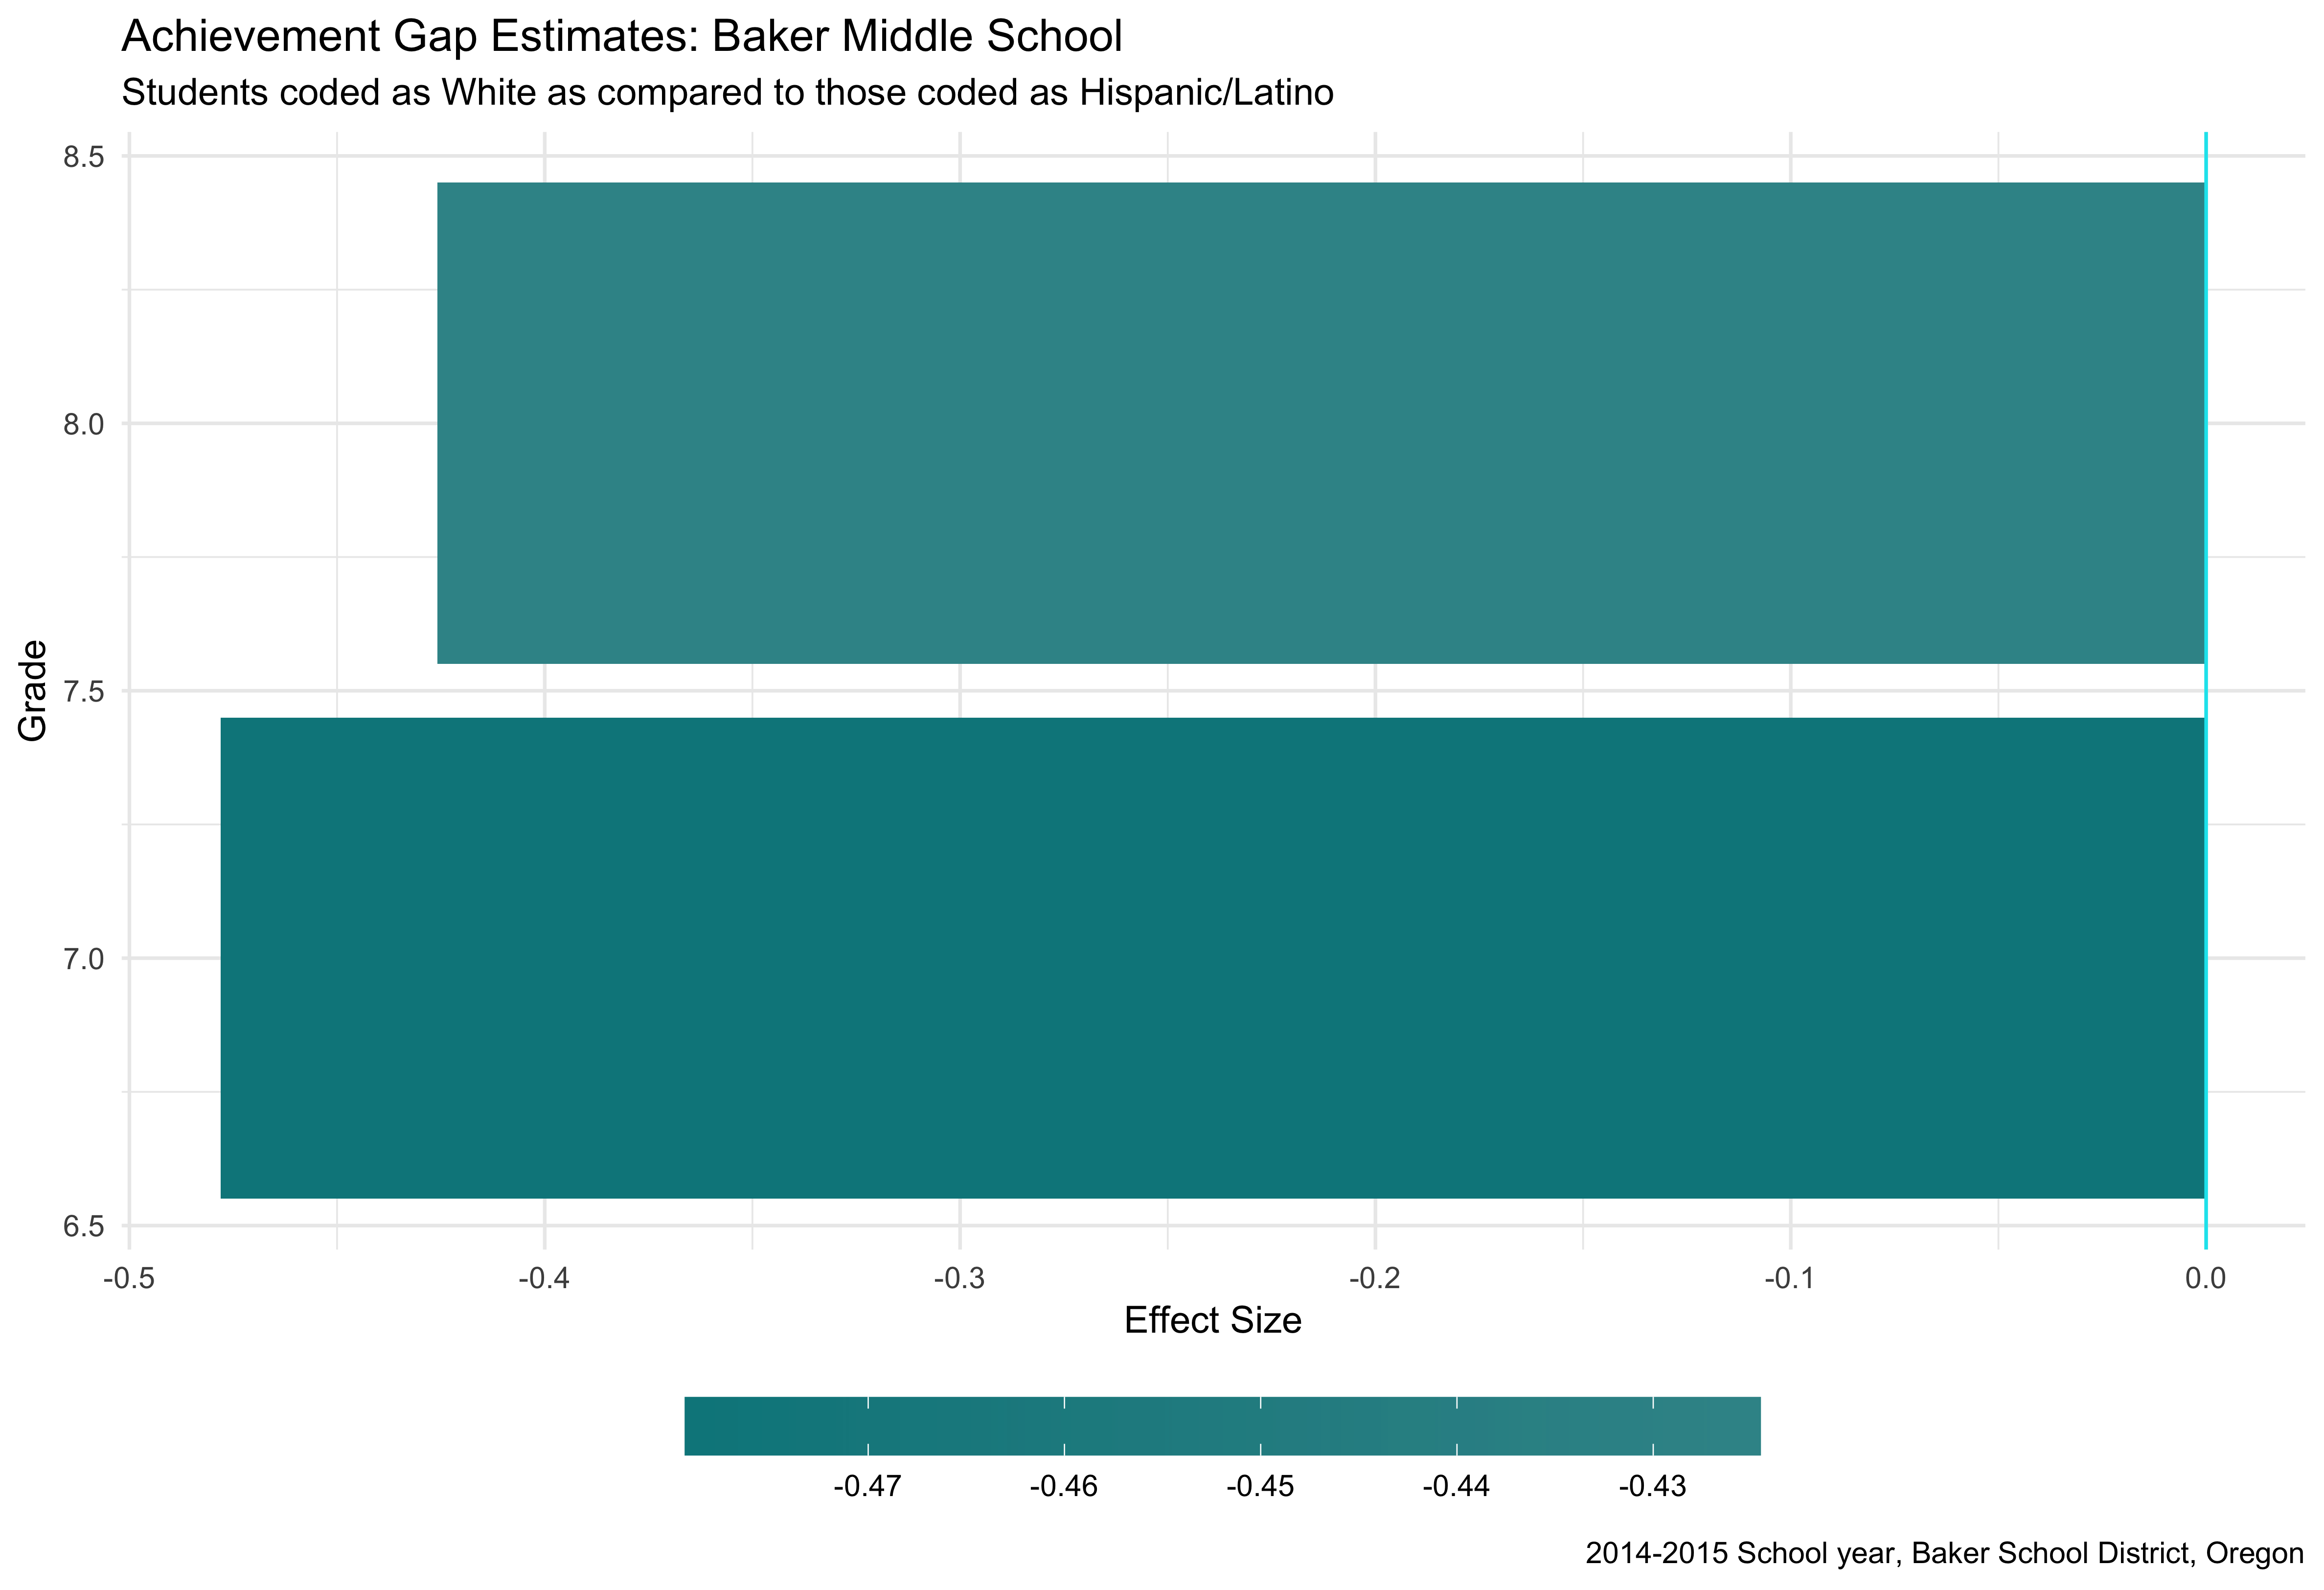 Achievement Gap Estimates: Baker Middle School
Students coded as White as compared to those coded as Hispanic/Latino
8.5
8.0
7.5
7.0
6.5
Grade
-0.5 -0.4 -0.3 -0.2 -0.1 0.0
Effect Size
-0.47 -0.46 -0.45 -0.44 -0.43
2014-2015 School year, Baker School District, Oregon